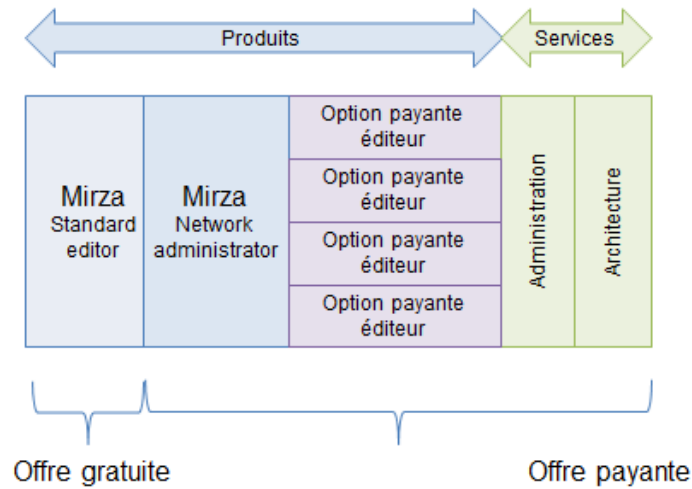 Produits
Services
Mirza
Standard
editor
Mirza
Network
administrator
Option payante
éditeur
Option payante
éditeur
Option payante
éditeur
Option payante
éditeur
Administration
Architecture
Offre gratuite
Offre payante